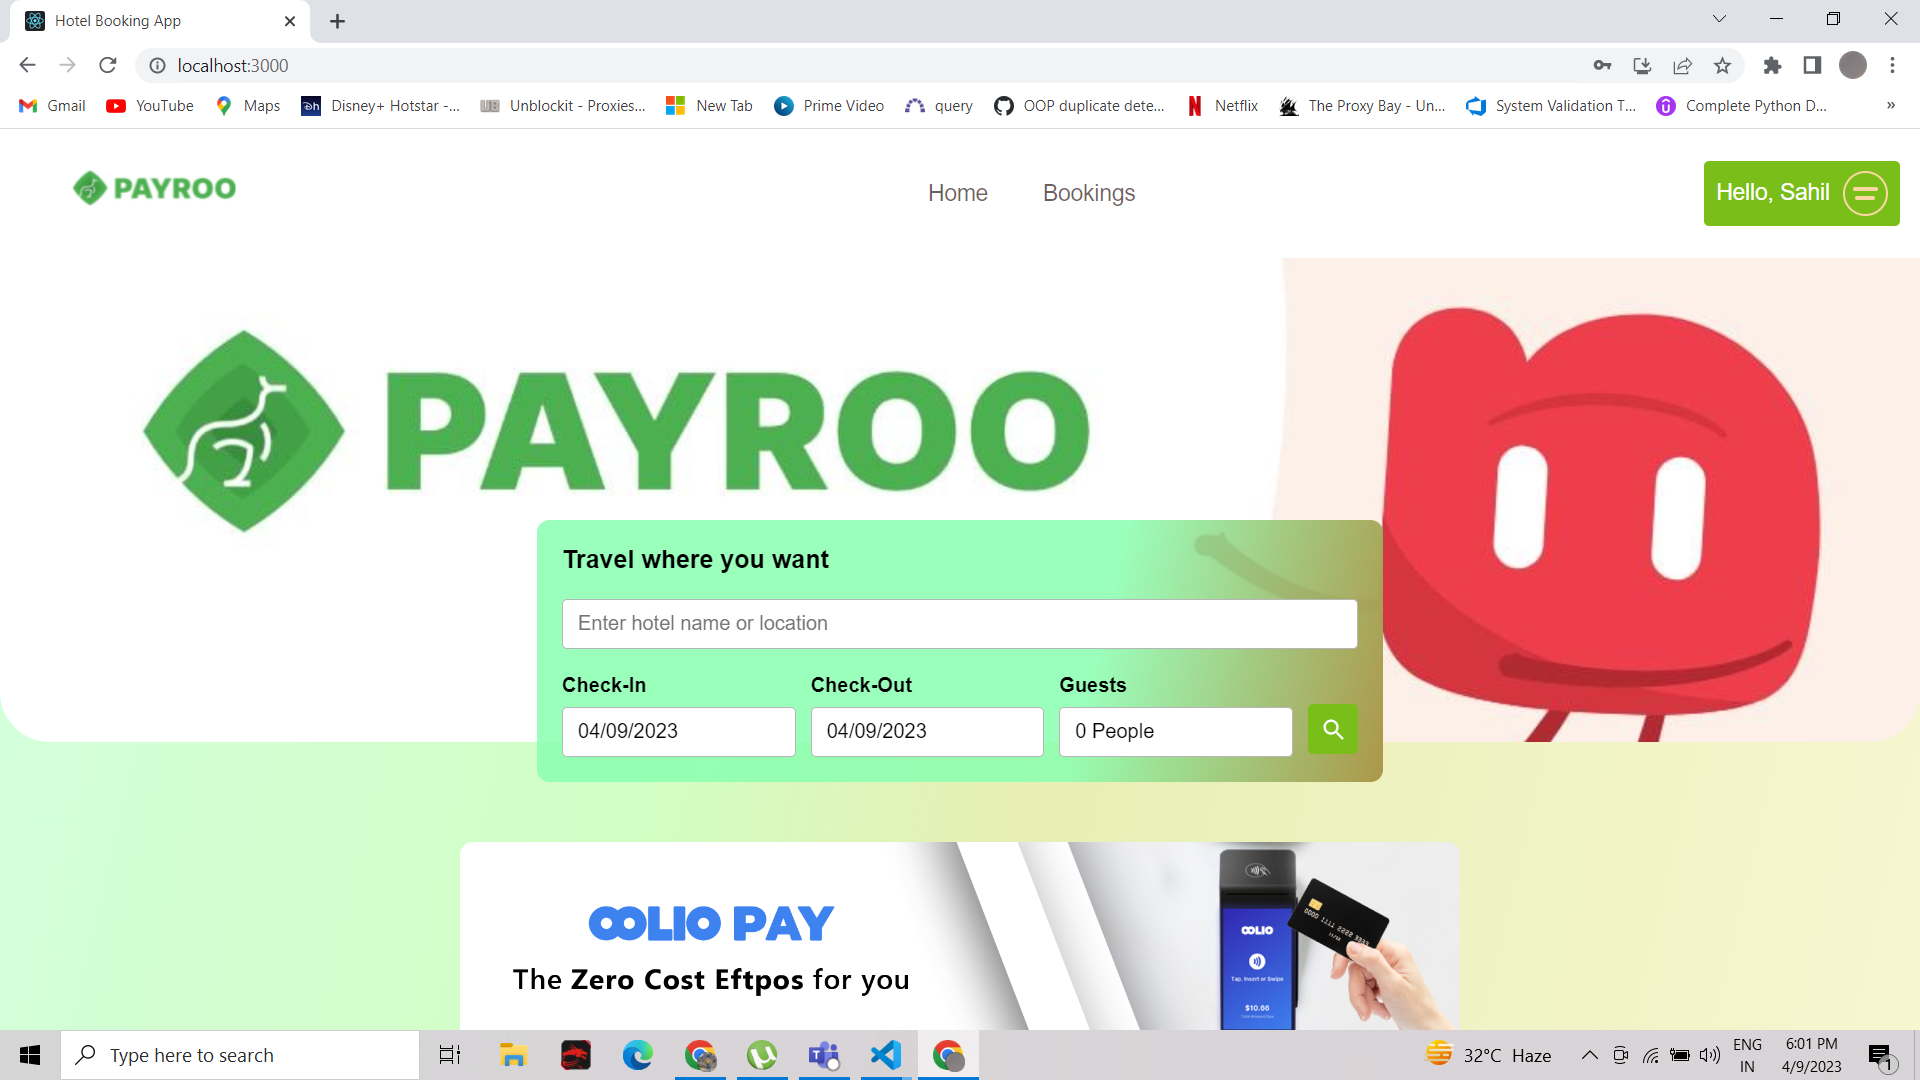 Hotel Booking App
localhost:3000
Gmail YouTube Maps Disney+ Hotstar -... Unblockit - Proxies... New Tab Prime Video query OOP duplicate dete... Netflix The Proxy Bay - Un... System Validation T... Complete Python D... »
PAYROO Home Bookings Hello, Sahil
PAYROO
Travel where you want
Enter hotel name or location
Check-In Check-Out Guests
04/09/2023 04/09/2023 0 People
OOLIO PAY
The Zero Cost Eftpos for you
OOLIO
Tap, Insert or Swipe
$10.66
Type here to search
32°C Haze
ENG
IN
6:01 PM
4/9/2023
1